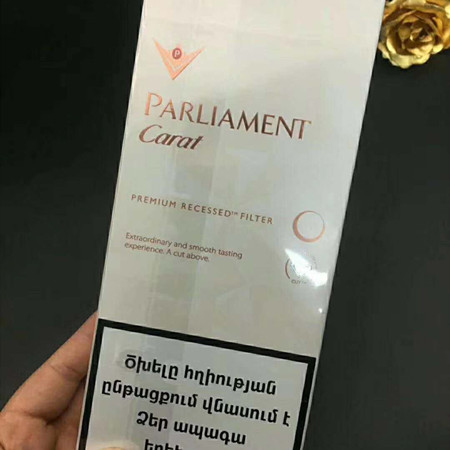 P
PARLIAMENT
Carat
PREMIUM RECESSED™ FILTER
Extraordinary and smooth tasting
experience. A cut above.
Ծխելը հղիության
ընթացքում վնասում է
Ձեր ապագա